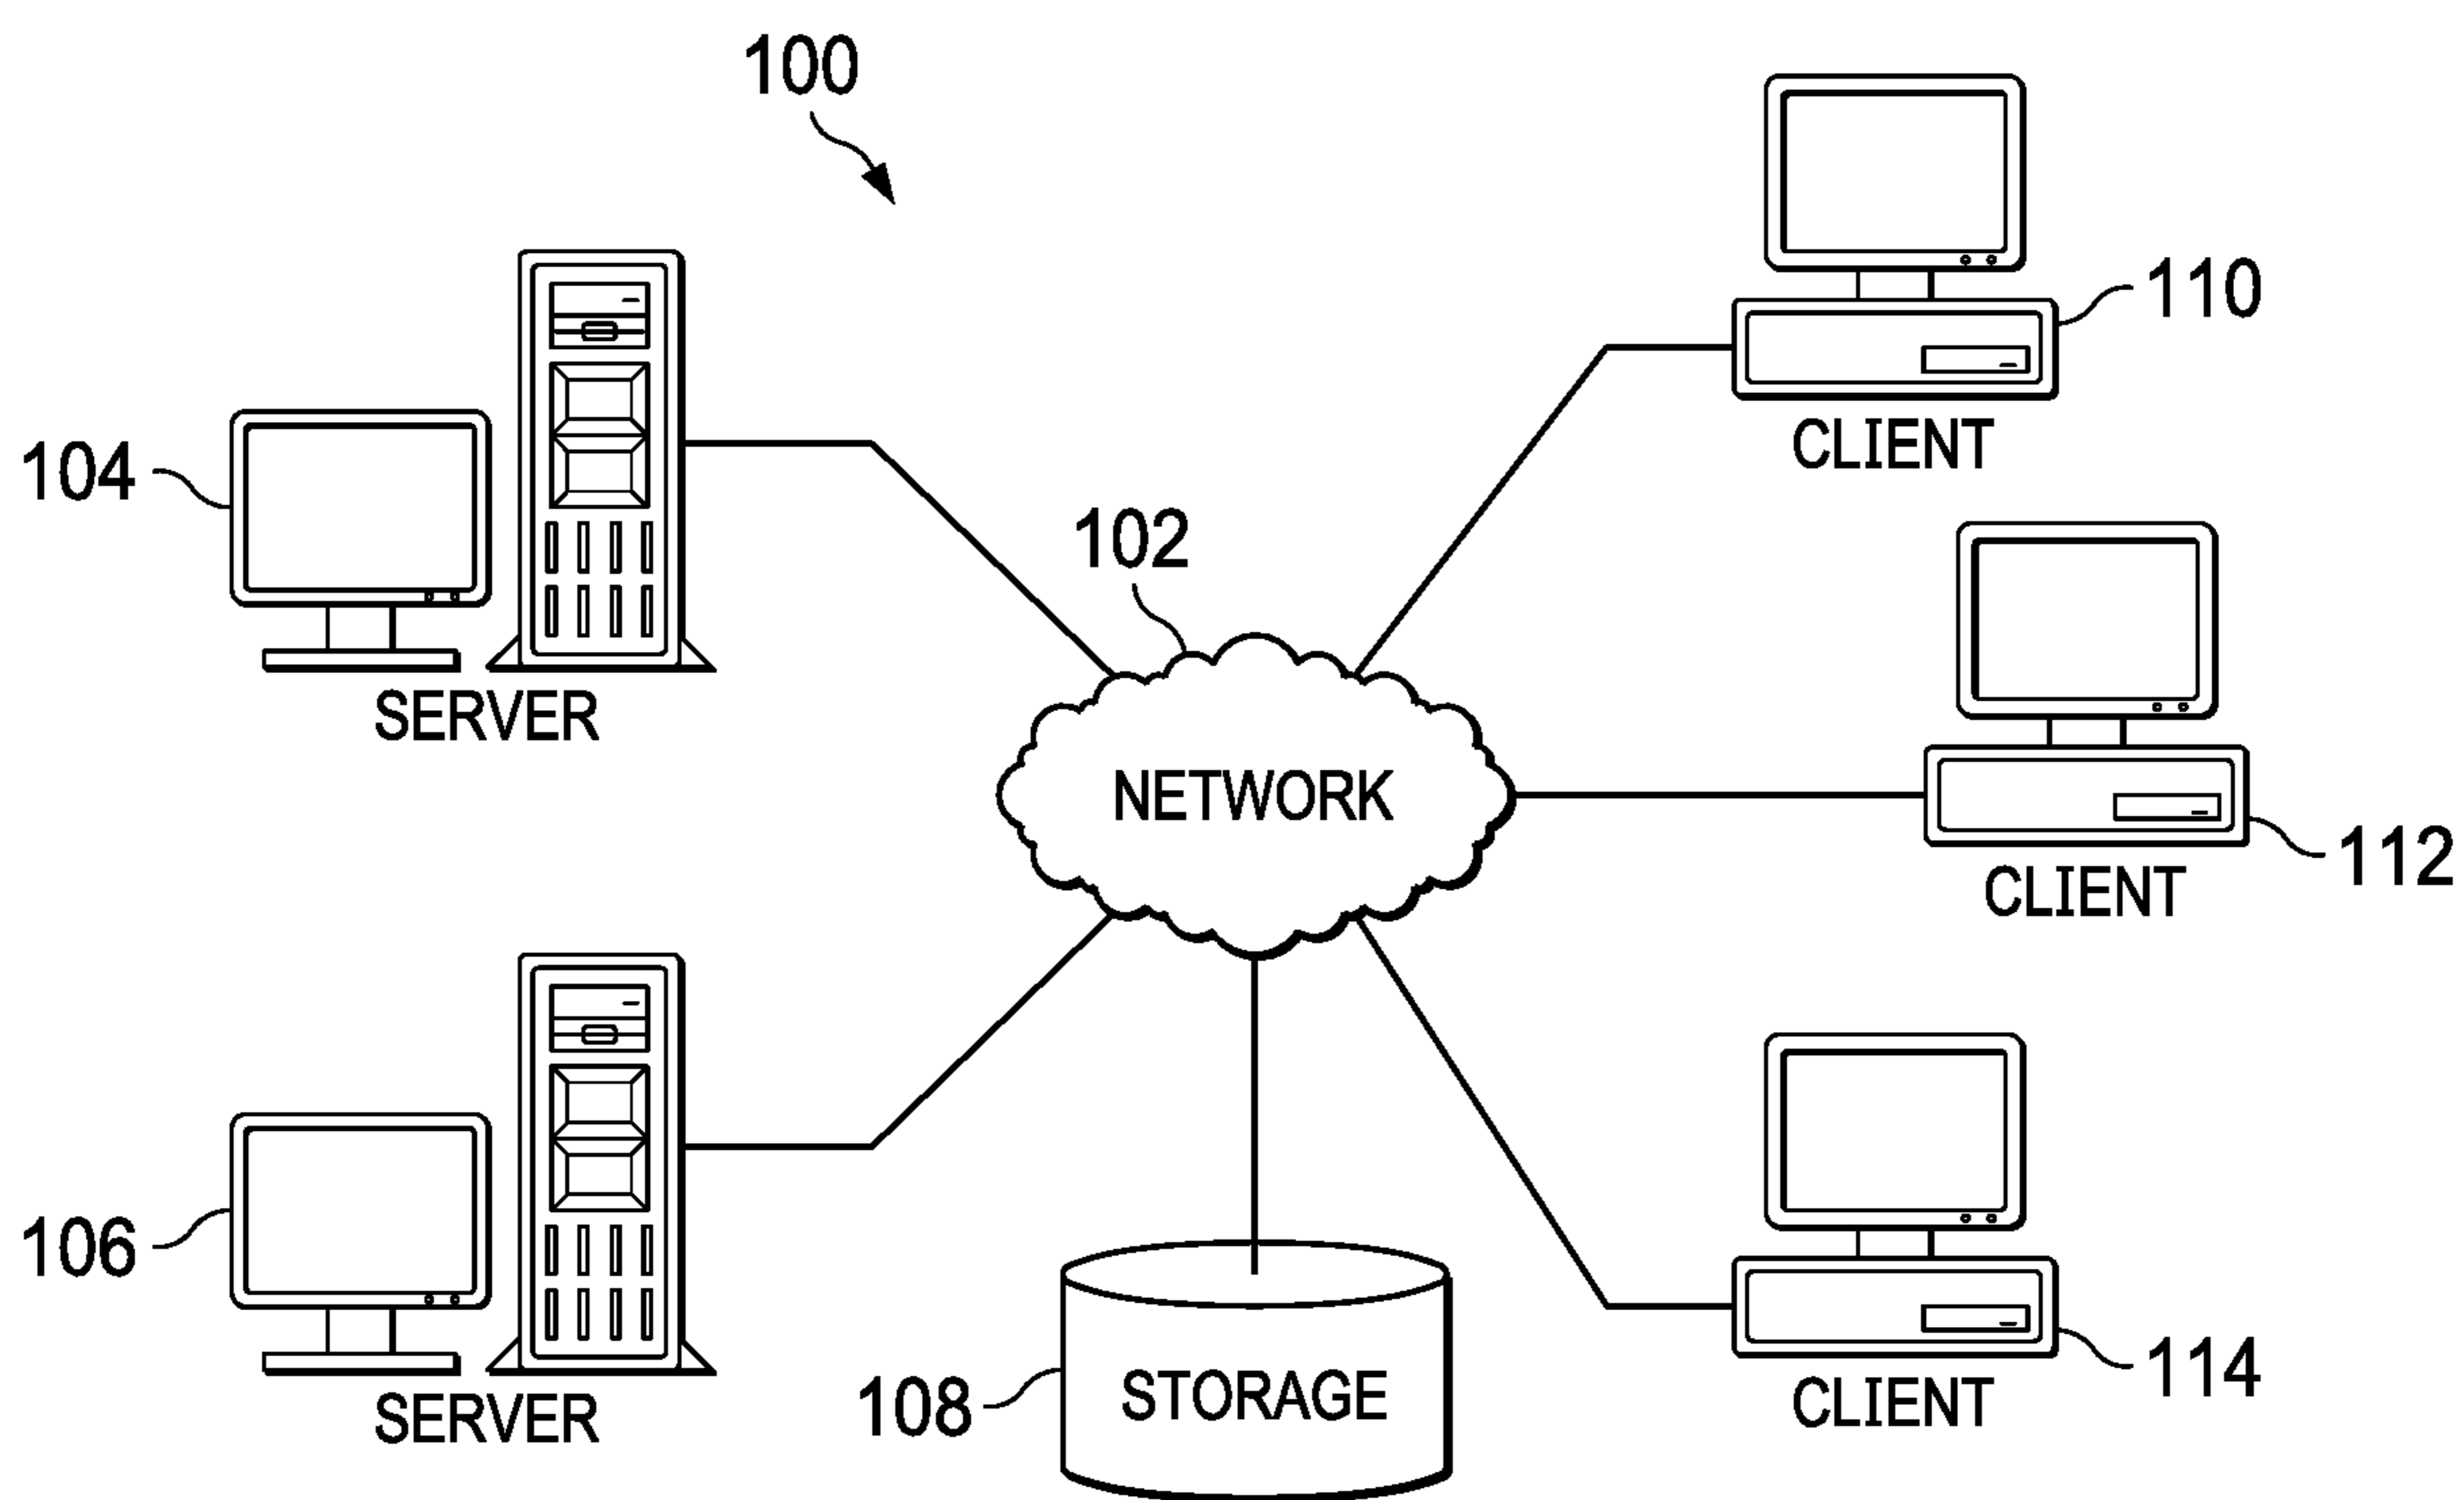 100
110
CLIENT
104
SERVER
102
NETWORK
112
CLIENT
106
SERVER
108
STORAGE
114
CLIENT